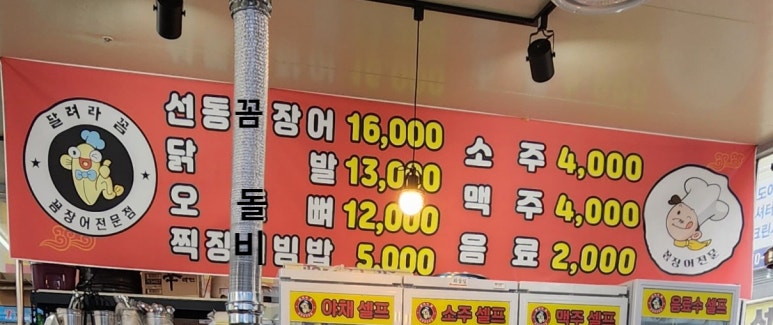 달려라 꼼
꼼장어전문점
선동꼼장어 16,000
닭 발 13,000
오돌뼈 12,000
찍징비빔밥 5,000
소주 4,000
맥주 4,000
음료 2,000
꼼장어전문
야채 셀프
소주 셀프
맥주 셀프
음료수 셀프